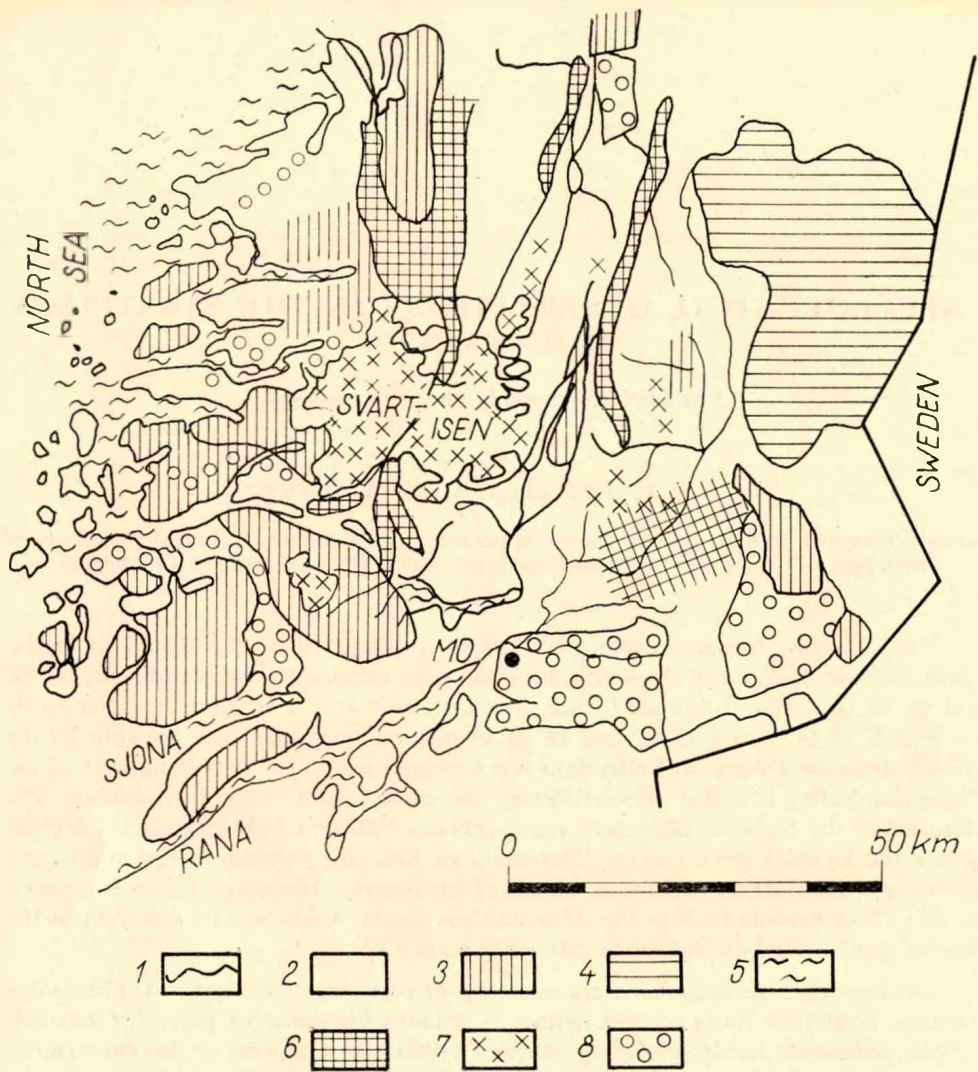 NORTH
SEA
SVART-
ISEN
SWEDEN
MO
SJONA
RANA
0 50 km
1 2 3 4 5
6 7 8